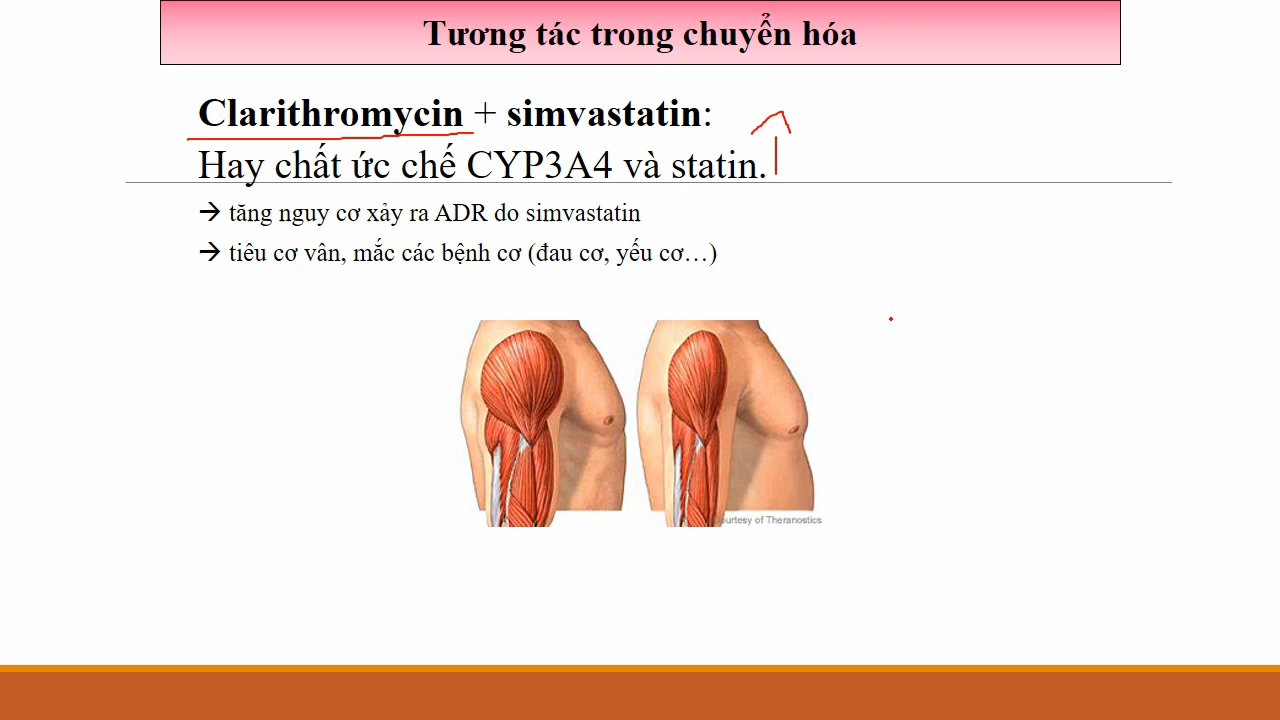 Tương tác trong chuyển hóa
Clarithromycin + simvastatin:
Hay chất ức chế CYP3A4 và statin.
→ tăng nguy cơ xảy ra ADR do simvastatin
→ tiêu cơ vân, mắc các bệnh cơ (đau cơ, yếu cơ…)
ourtesy of Theranostics